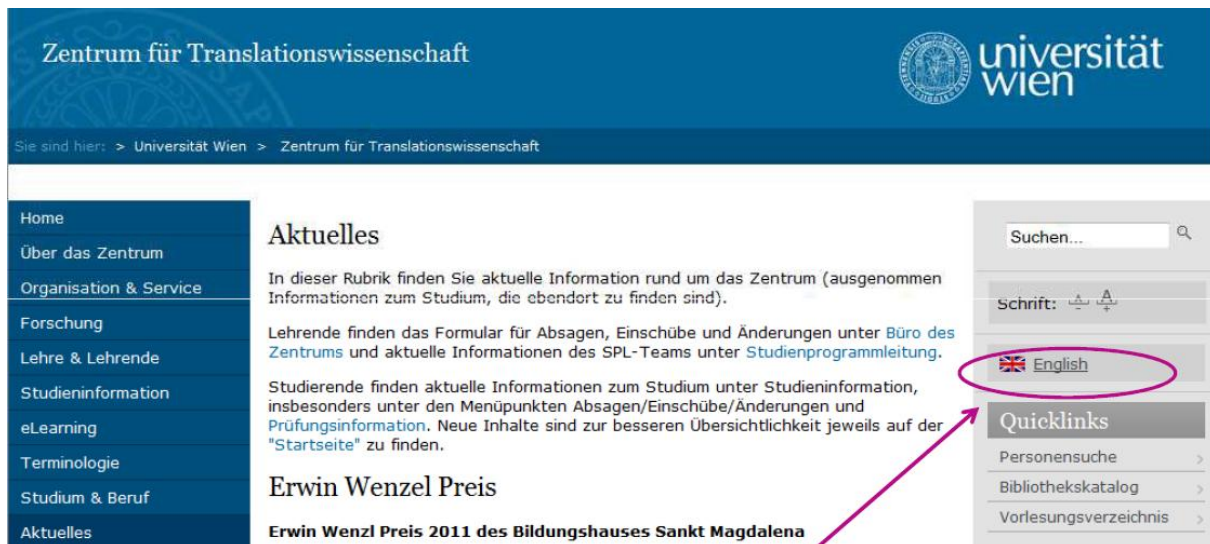 Zentrum für Translationswissenschaft
universität
wien
Sie sind hier: > Universität Wien > Zentrum für Translationswissenschaft
Home
Über das Zentrum
Organisation & Service
Forschung
Lehre & Lehrende
Studieninformation
eLearning
Terminologie
Studium & Beruf
Aktuelles
Aktuelles
In dieser Rubrik finden Sie aktuelle Information rund um das Zentrum (ausgenommen
Informationen zum Studium, die ebendort zu finden sind).
Lehrende finden das Formular für Absagen, Einschübe und Änderungen unter Büro des
Zentrums und aktuelle Informationen des SPL-Teams unter Studienprogrammleitung.
Studierende finden aktuelle Informationen zum Studium unter Studieninformation,
insbesonders unter den Menüpunkten Absagen/Einschübe/Änderungen und
Prüfungsinformation. Neue Inhalte sind zur besseren Übersichtlichkeit jeweils auf der
"Startseite" zu finden.
Erwin Wenzel Preis
Erwin Wenzl Preis 2011 des Bildungshauses Sankt Magdalena
Suchen...
Schrift: A- A+
English
Quicklinks
Personensuche
Bibliothekskatalog
Vorlesungsverzeichnis